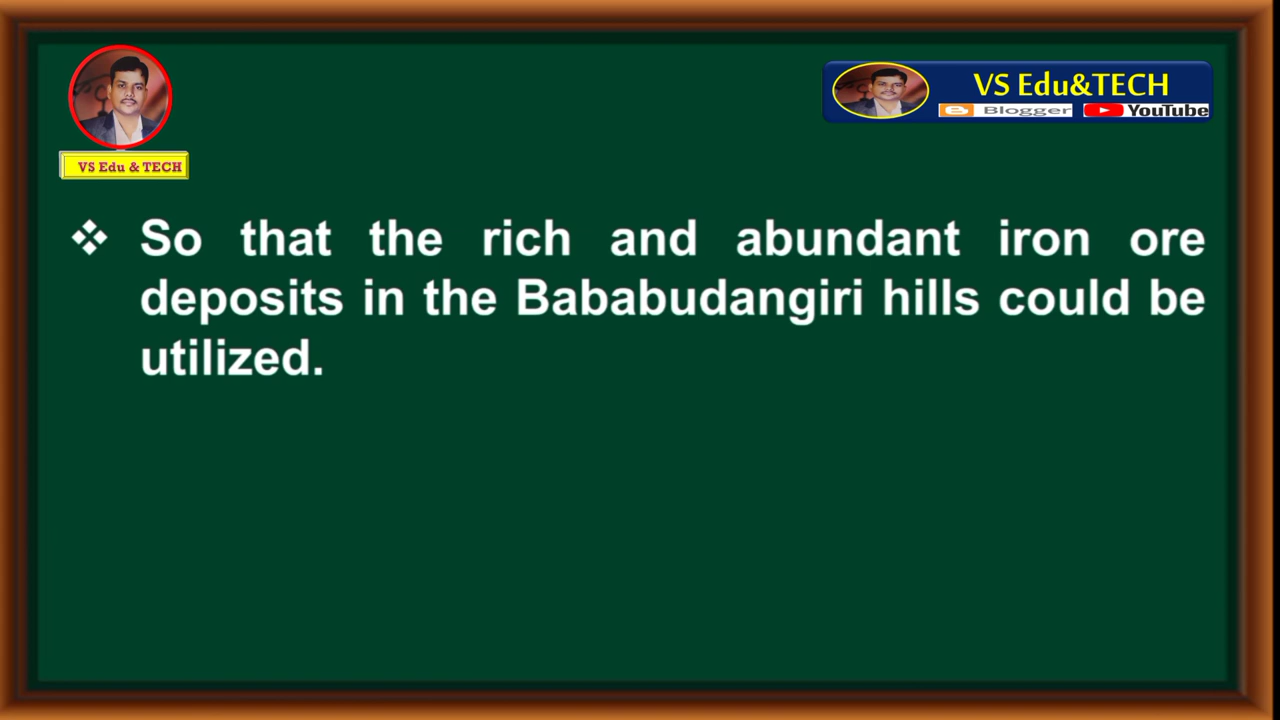 VS Edu&TECH
Blogger YouTube
VS Edu & TECH
❖ So that the rich and abundant iron ore
deposits in the Bababudangiri hills could be
utilized.